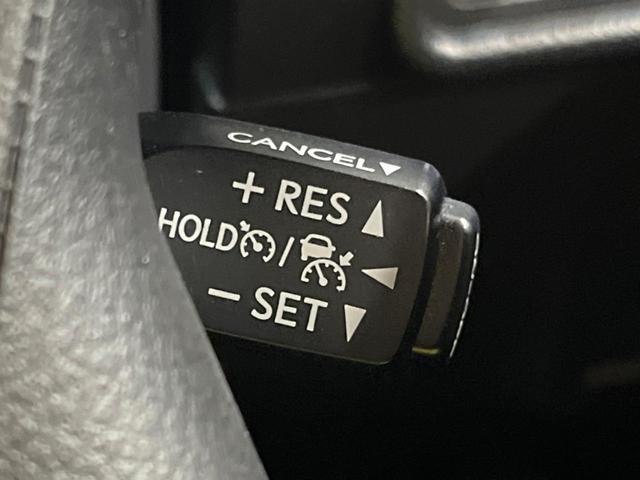 CANCEL▼
+ RES ▲
HOLD / ◀
- SET ▼